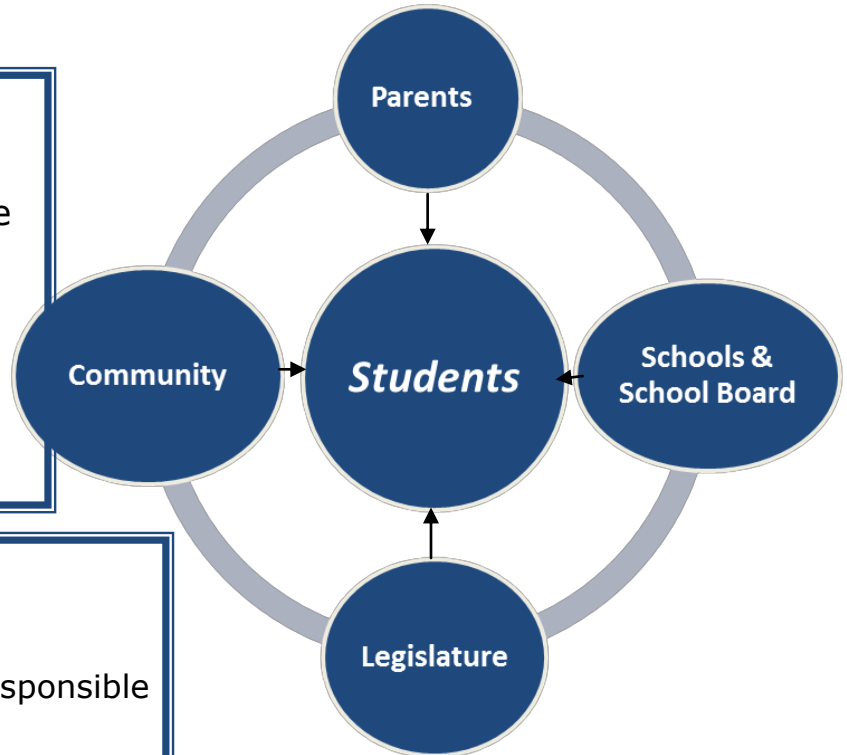 Parents
e
Community
Students
Schools &
School Board
Legislature
sponsible